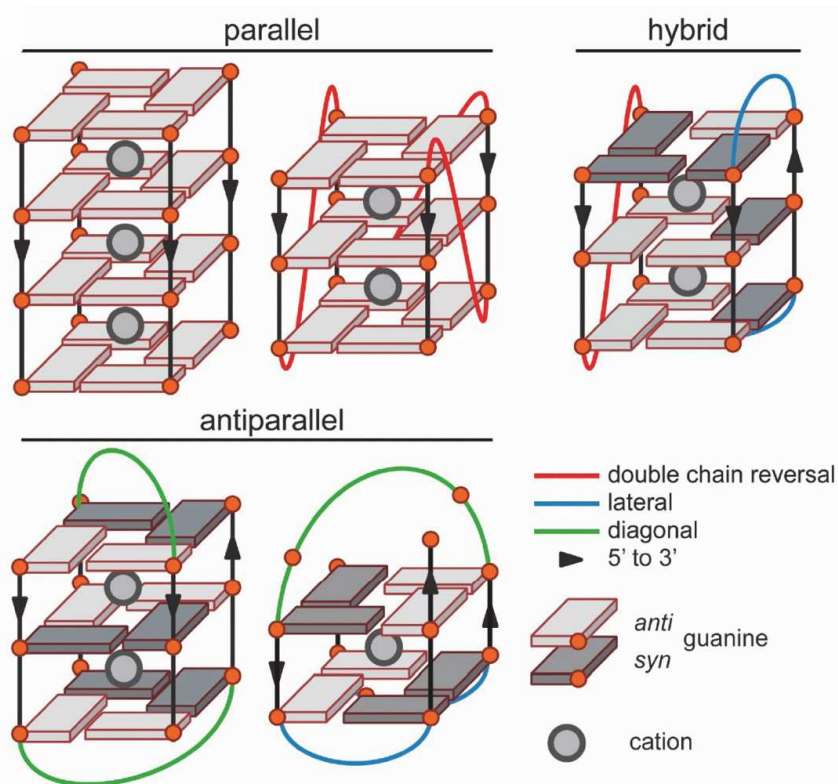 parallel
hybrid
antiparallel
double chain reversal
lateral
diagonal
5' to 3'
anti
guanine
syn
cation